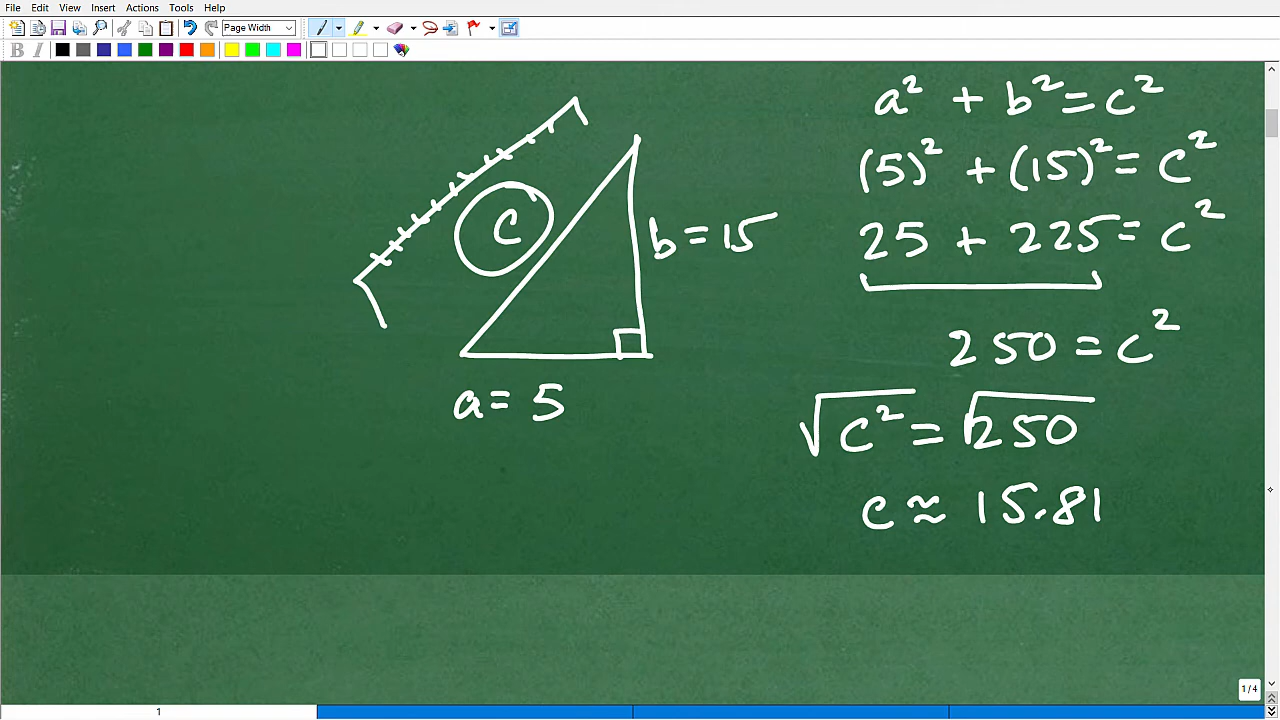 File Edit View Insert Actions Tools Help
Page Width
B I
a² + b² = c²
(5)² + (15)² = c²
25 + 225 = c²
250 = c²
√c² = √250
c ≈ 15.81
C
b = 15
a = 5
1/4
1